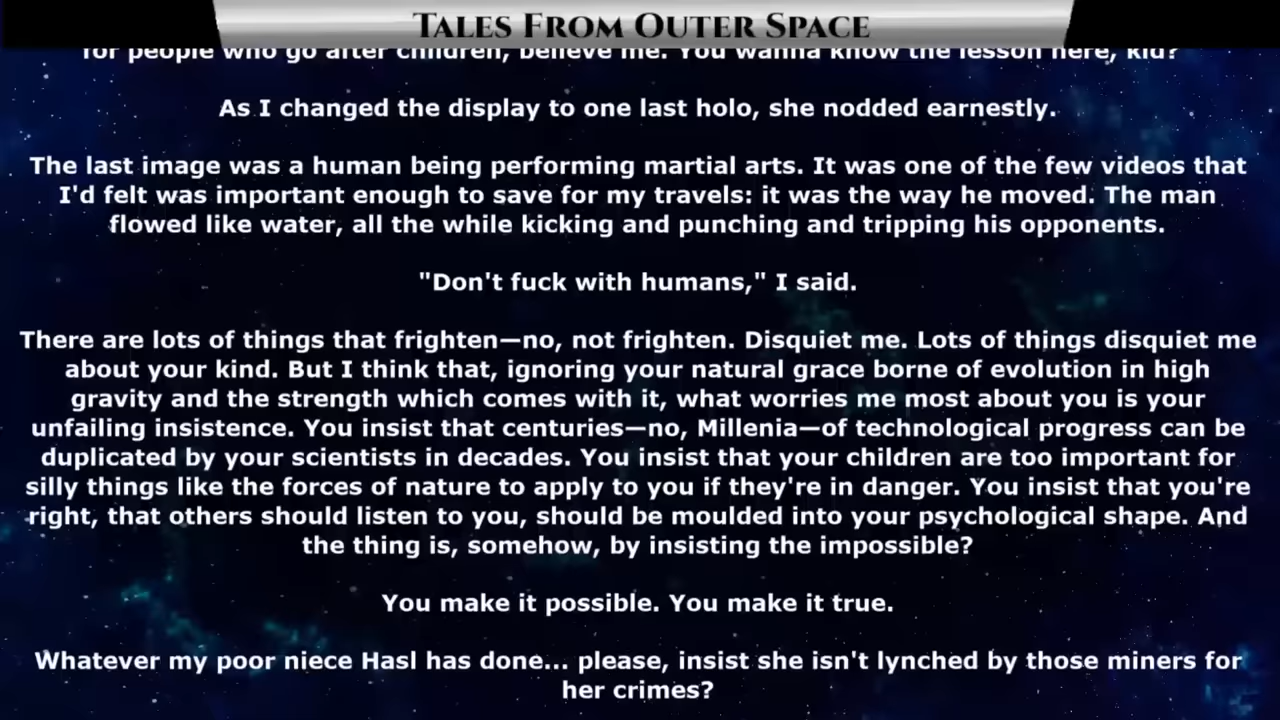 Tales From Outer Space
for people who go after children, believe me. You wanna know the lesson here, kid?
As I changed the display to one last holo, she nodded earnestly.
The last image was a human being performing martial arts. It was one of the few videos that
I'd felt was important enough to save for my travels: it was the way he moved. The man
flowed like water, all the while kicking and punching and tripping his opponents.
"Don't fuck with humans," I said.
There are lots of things that frighten—no, not frighten. Disquiet me. Lots of things disquiet me
about your kind. But I think that, ignoring your natural grace borne of evolution in high
gravity and the strength which comes with it, what worries me most about you is your
unfailing insistence. You insist that centuries—no, Millenia—of technological progress can be
duplicated by your scientists in decades. You insist that your children are too important for
silly things like the forces of nature to apply to you if they're in danger. You insist that you're
right, that others should listen to you, should be moulded into your psychological shape. And
the thing is, somehow, by insisting the impossible?
You make it possible. You make it true.
Whatever my poor niece Hasl has done... please, insist she isn't lynched by those miners for
her crimes?